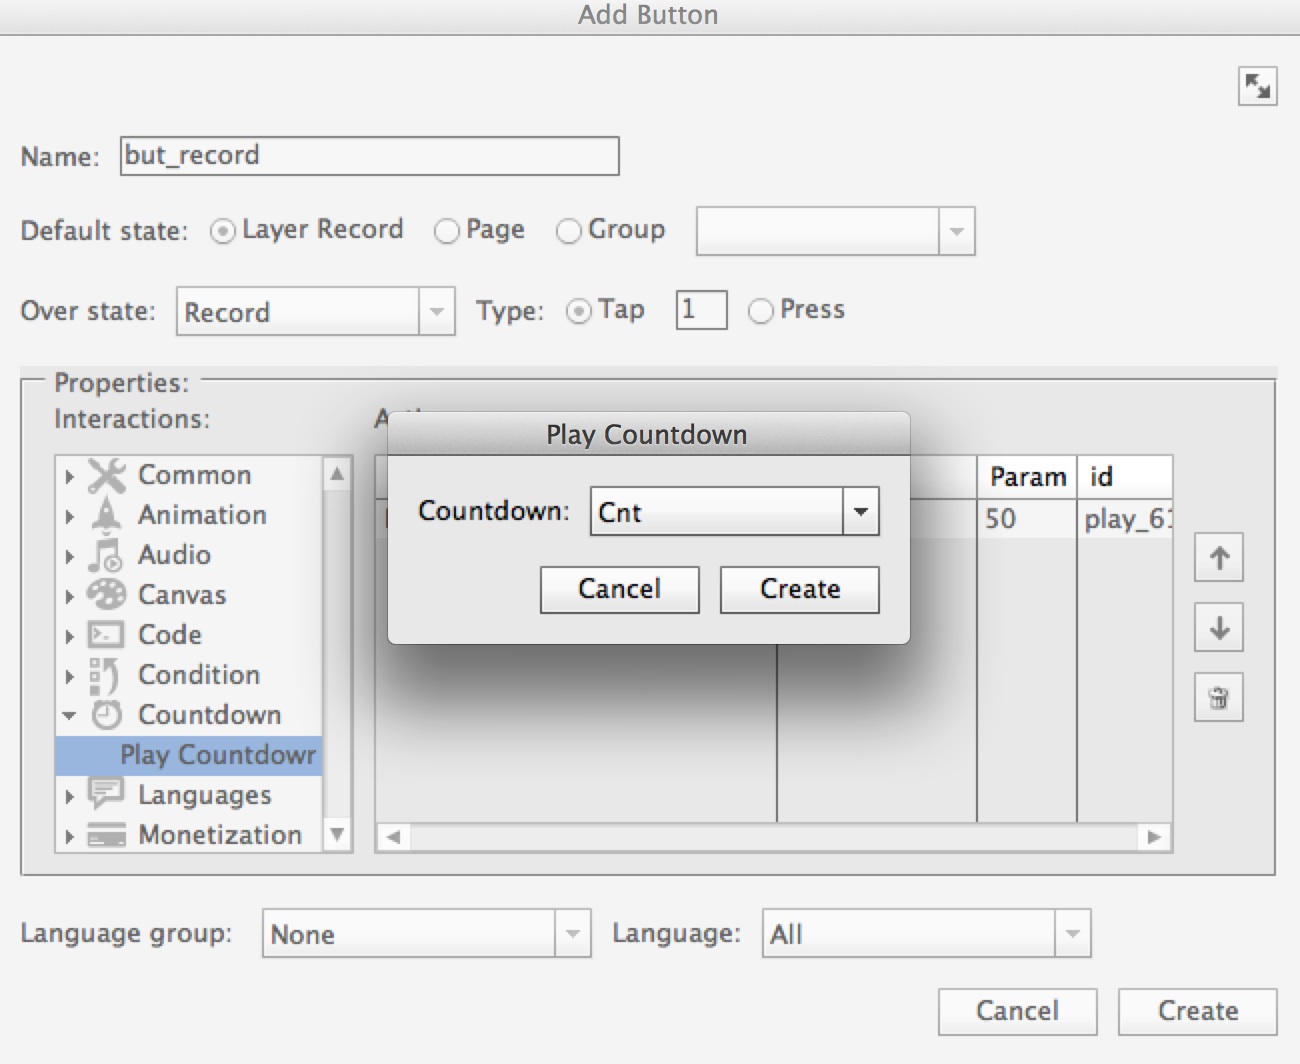 Add Button
Name: but_record
Default state: Layer Record Page Group
Over state: Record Type: Tap 1 Press
Properties:
Interactions:
Play Countdown
Countdown: Cnt
Cancel Create
Common
Animation
Audio
Canvas
Code
Condition
Countdown
Play Countdowr
Languages
Monetization
Param id
50 play_61
Language group: None Language: All
Cancel Create